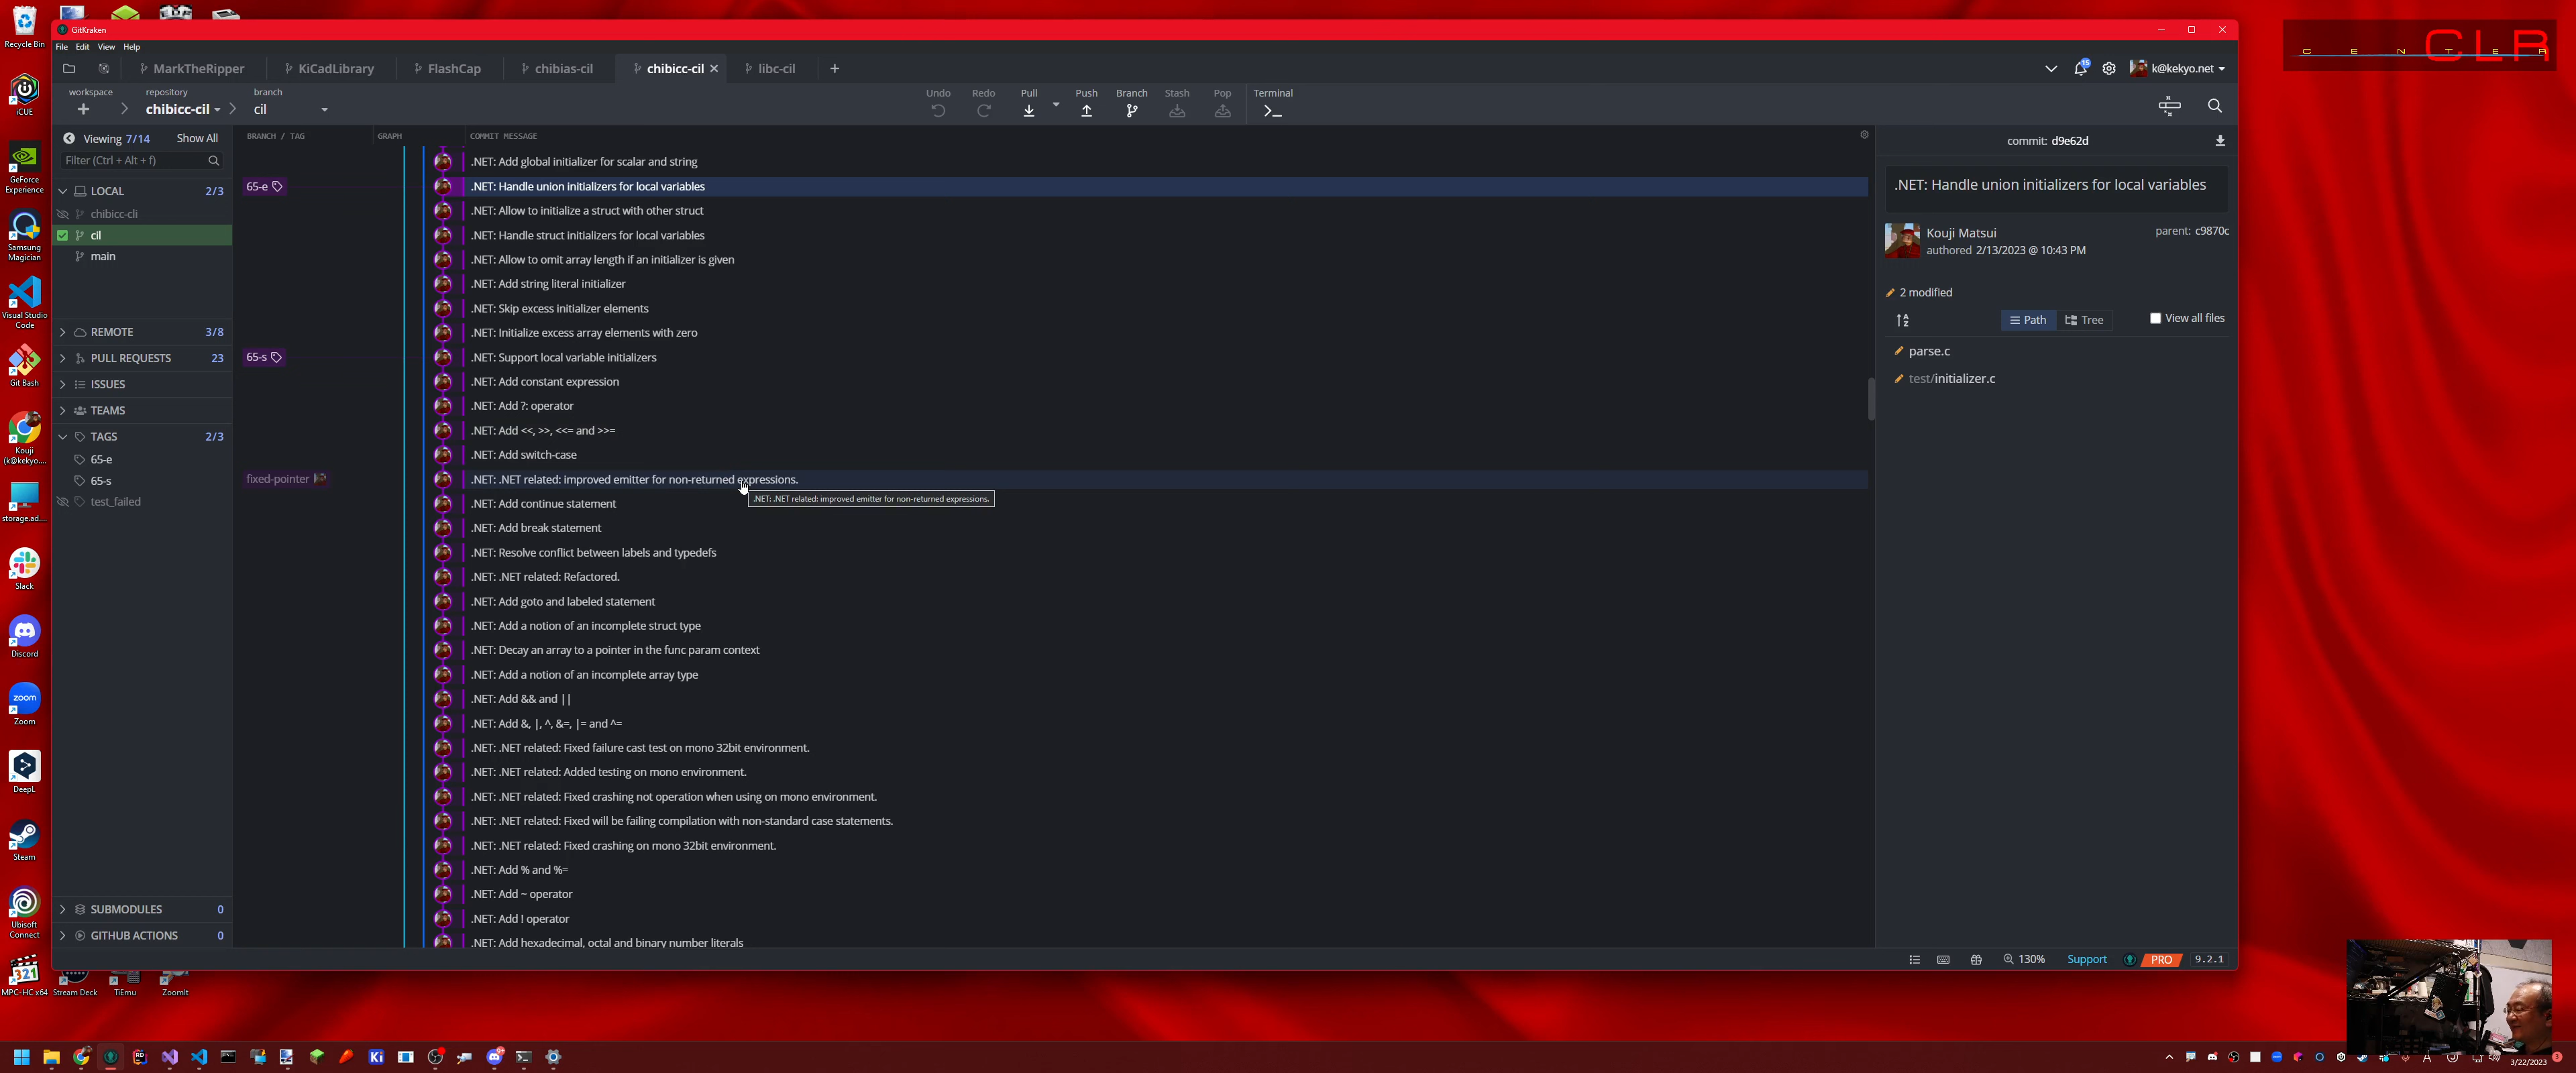 Recycle Bin
iCUE
GeForce
Experience
Samsung
Magician
Visual Studio
Code
Git Bash
Kouji
(k@kekyo....
storage.ad....
Slack
Discord
Zoom
DeepL
Steam
Ubisoft
Connect
MPC-HC x64
Stream Deck
TiEmu
ZoomIt
GitKraken
File Edit View Help
MarkTheRipper
KiCadLibrary
FlashCap
chibias-cil
chibicc-cil
libc-cil
15
k@kekyo.net
workspace
repository
chibicc-cil
branch
cil
Undo
Redo
Pull
Push
Branch
Stash
Pop
Terminal
Viewing 7/14
Show All
Filter (Ctrl + Alt + f)
LOCAL 2/3
chibicc-cli
cil
main
REMOTE 3/8
PULL REQUESTS 23
ISSUES
TEAMS
TAGS 2/3
65-e
65-s
test_failed
SUBMODULES 0
GITHUB ACTIONS 0
BRANCH / TAG
GRAPH
COMMIT MESSAGE
.NET: Add global initializer for scalar and string
65-e
.NET: Handle union initializers for local variables
.NET: Allow to initialize a struct with other struct
.NET: Handle struct initializers for local variables
.NET: Allow to omit array length if an initializer is given
.NET: Add string literal initializer
.NET: Skip excess initializer elements
.NET: Initialize excess array elements with zero
65-s
.NET: Support local variable initializers
.NET: Add constant expression
.NET: Add ?: operator
.NET: Add <<, >>, <<= and >>=
.NET: Add switch-case
fixed-pointer
.NET: .NET related: improved emitter for non-returned expressions.
.NET: .NET related: improved emitter for non-returned expressions.
.NET: Add continue statement
.NET: Add break statement
.NET: Resolve conflict between labels and typedefs
.NET: .NET related: Refactored.
.NET: Add goto and labeled statement
.NET: Add a notion of an incomplete struct type
.NET: Decay an array to a pointer in the func param context
.NET: Add a notion of an incomplete array type
.NET: Add && and ||
.NET: Add &, |, ^, &=, |= and ^=
.NET: .NET related: Fixed failure cast test on mono 32bit environment.
.NET: .NET related: Added testing on mono environment.
.NET: .NET related: Fixed crashing not operation when using on mono environment.
.NET: .NET related: Fixed will be failing compilation with non-standard case statements.
.NET: .NET related: Fixed crashing on mono 32bit environment.
.NET: Add % and %=
.NET: Add ~ operator
.NET: Add ! operator
.NET: Add hexadecimal, octal and binary number literals
commit: d9e62d
.NET: Handle union initializers for local variables
Kouji Matsui
authored 2/13/2023 @ 10:43 PM
parent: c9870c
2 modified
Path
Tree
View all files
parse.c
test/initializer.c
130%
Support
PRO
9.2.1
CENTER CLR
3/22/2023